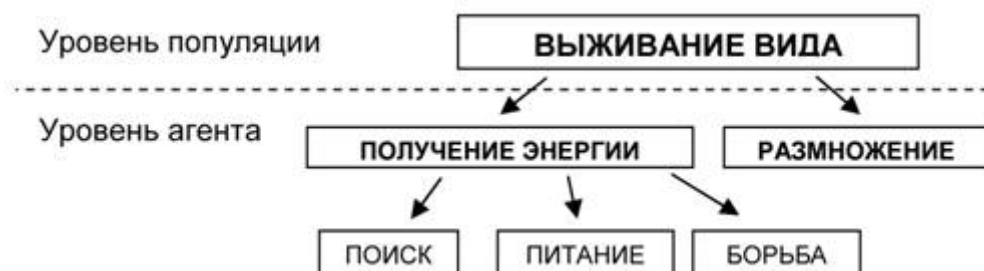 Уровень популяции
ВЫЖИВАНИЕ ВИДА
Уровень агента
ПОЛУЧЕНИЕ ЭНЕРГИИ
РАЗМНОЖЕНИЕ
ПОИСК
ПИТАНИЕ
БОРЬБА